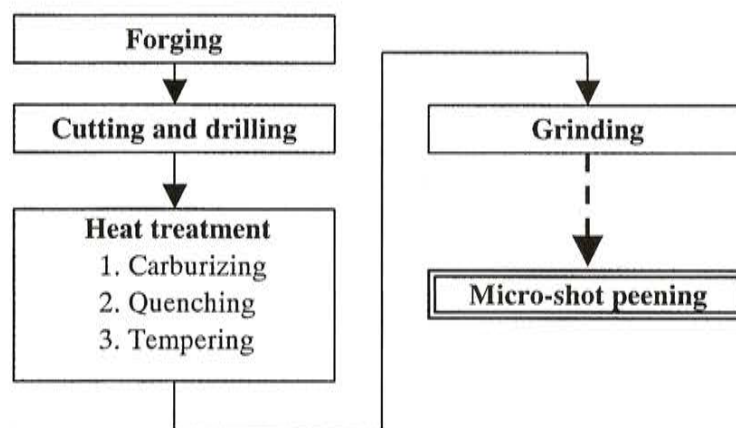 Forging
Cutting and drilling
Heat treatment
1. Carburizing
2. Quenching
3. Tempering
Grinding
Micro-shot peening